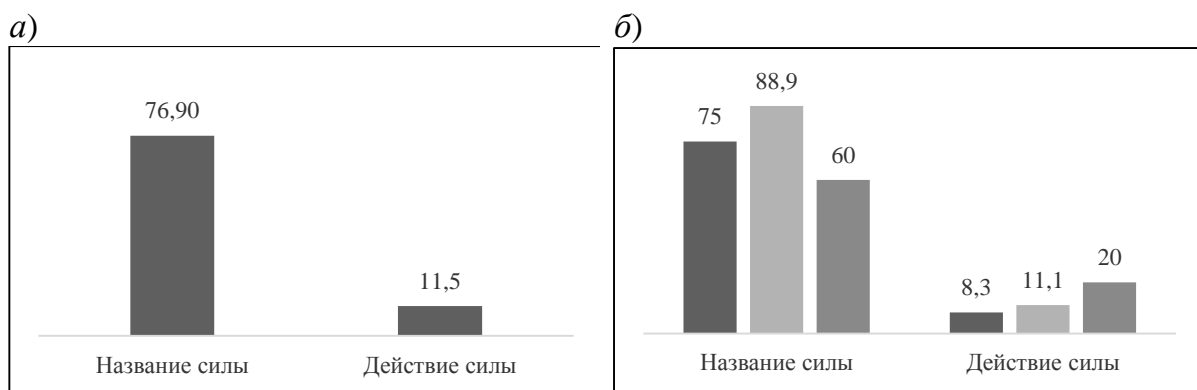 а)
76,90
11,5
Название силы
Действие силы
б)
75
88,9
60
8,3
11,1
20
Название силы
Действие силы